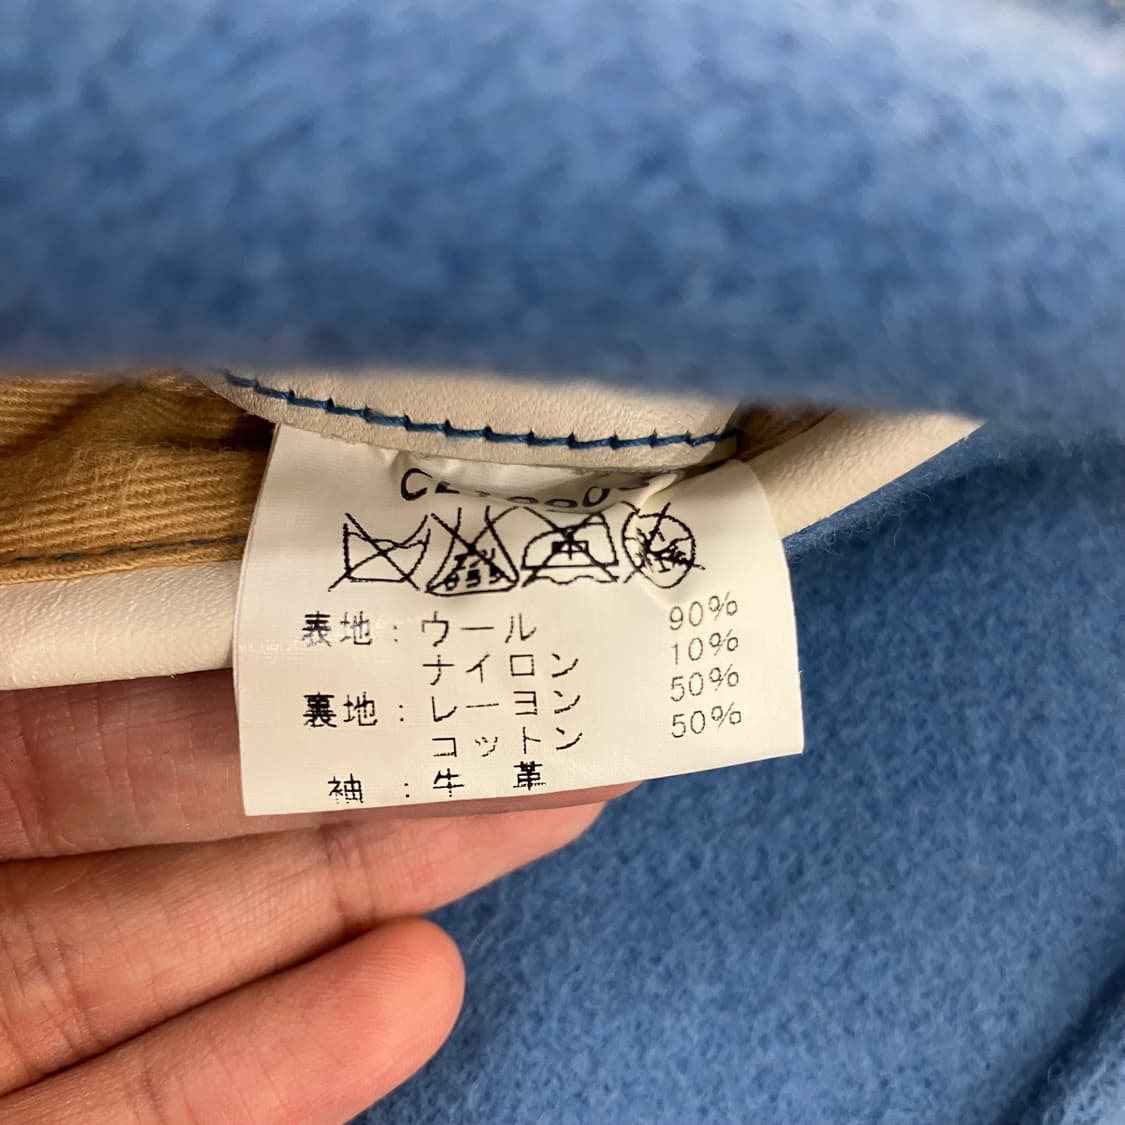 表地:ウール 90%
ナイロン 10%
裏地:レーヨン 50%
コットン 50%
袖:牛革